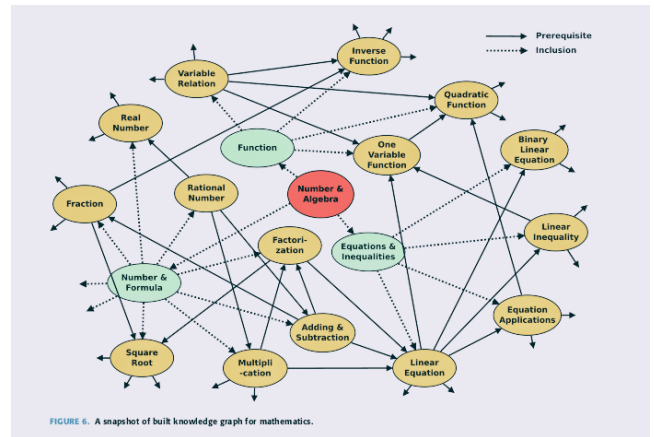 Prerequisite
Inclusion
Inverse
Function
Variable
Relation
Quadratic
Function
Real
Number
Function
One
Variable
Function
Binary
Linear
Equation
Rational
Number
Number &
Algebra
Fraction
Linear
Inequality
Factori-
zation
Equations &
Inequalities
Number &
Formula
Equation
Applications
Adding &
Subtraction
Square
Root
Multipli
-cation
Linear
Equation
FIGURE 6. A snapshot of built knowledge graph for mathematics.